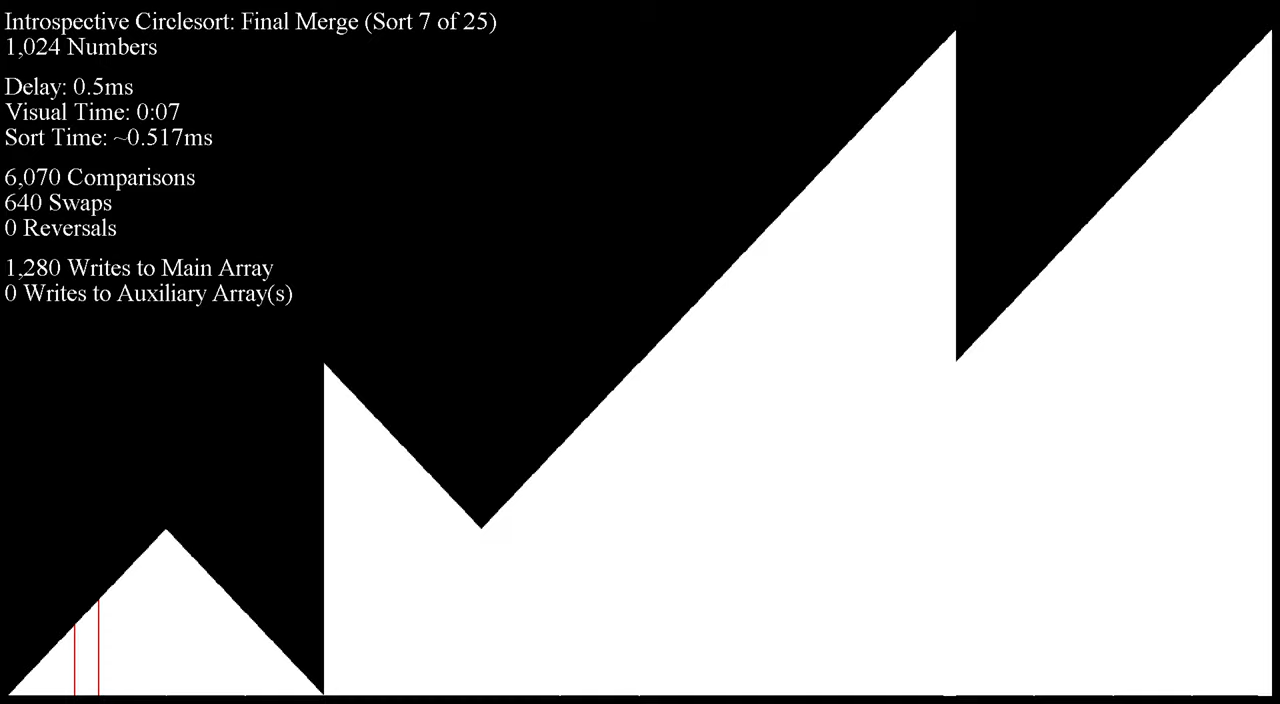 Introspective Circlesort: Final Merge (Sort 7 of 25)
1,024 Numbers
Delay: 0.5ms
Visual Time: 0:07
Sort Time: ~0.517ms
6,070 Comparisons
640 Swaps
0 Reversals
1,280 Writes to Main Array
0 Writes to Auxiliary Array(s)